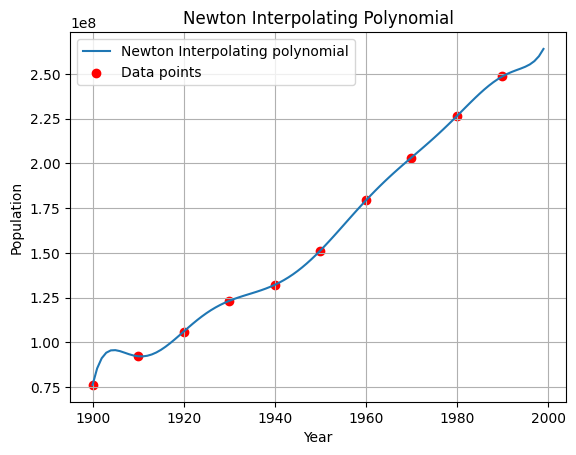 Newton Interpolating Polynomial
1e8
Newton Interpolating polynomial
Data points
2.50
2.25
2.00
1.75
1.50
1.25
1.00
0.75
Population
1900 1920 1940 1960 1980 2000
Year